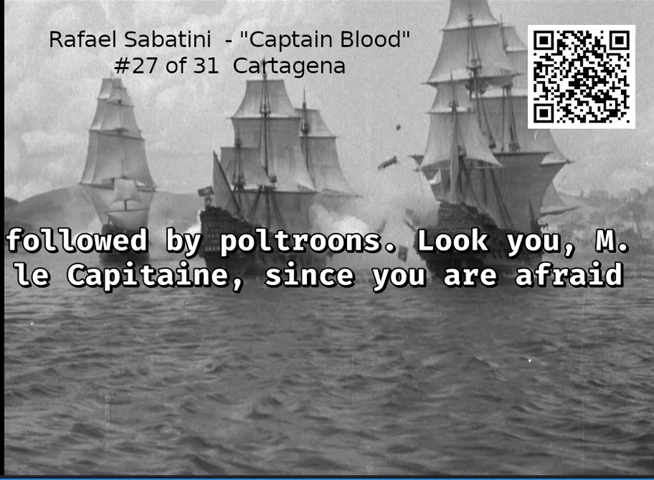 Rafael Sabatini - "Captain Blood"
#27 of 31 Cartagena
followed by poltroons. Look you, M.
le Capitaine, since you are afraid